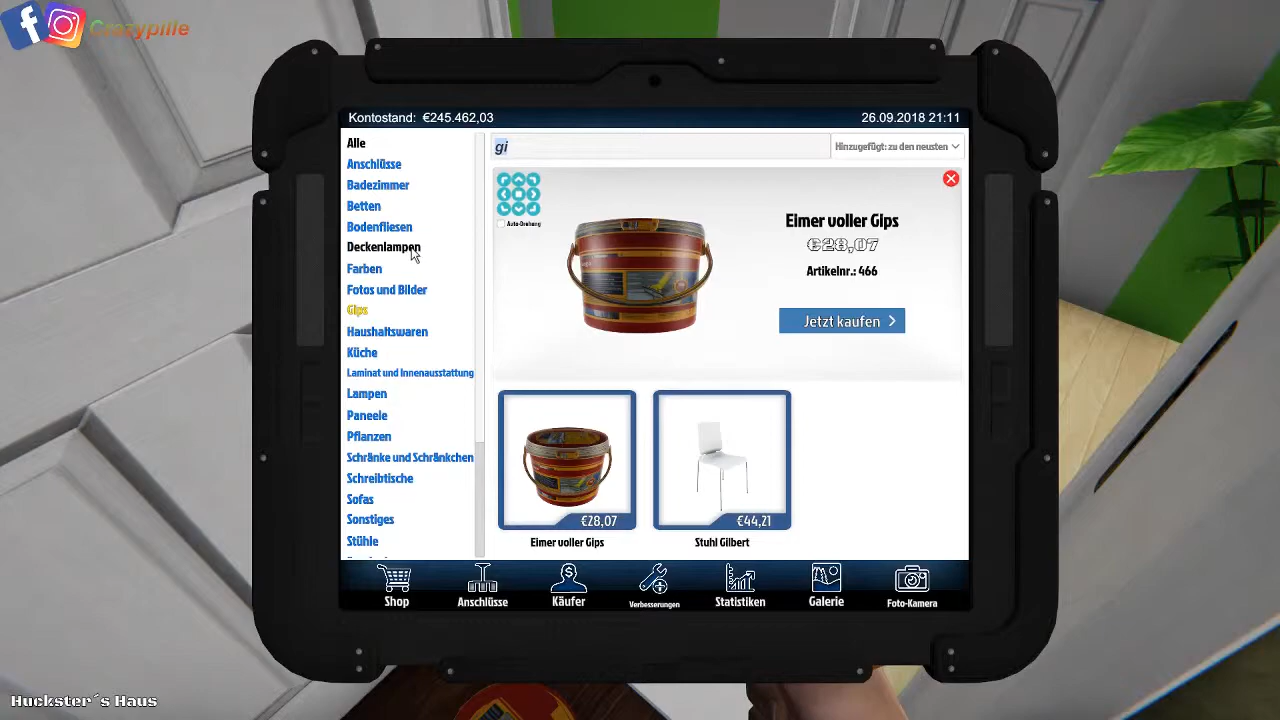 Crazypille
Kontostand: €245.462,03
26.09.2018 21:11
Alle
Anschlüsse
Badezimmer
Betten
Bodenfliesen
Deckenlampen
Farben
Fotos und Bilder
Gips
Haushaltswaren
Küche
Laminat und Innenausstattung
Lampen
Paneele
Pflanzen
Schränke und Schränkchen
Schreibtische
Sofas
Sonstiges
Stühle
gi
Hinzugefügt: zu den neusten
Auto-Drehung
Eimer voller Gips
€28,07
Artikelnr.: 466
Jetzt kaufen
€28,07
Eimer voller Gips
€44,21
Stuhl Gilbert
Shop
Anschlüsse
Käufer
Verbesserungen
Statistiken
Galerie
Foto-Kamera
Huckster´s Haus